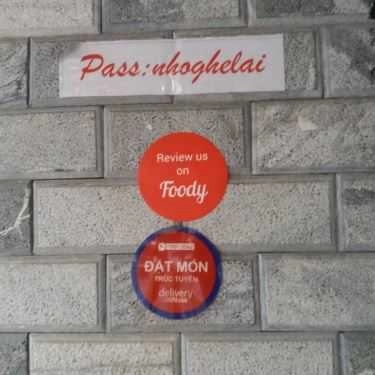 Pass:nhoghelai
Review us
on
Foody
ĐẶT MÓN
TRỰC TUYẾN
delivery